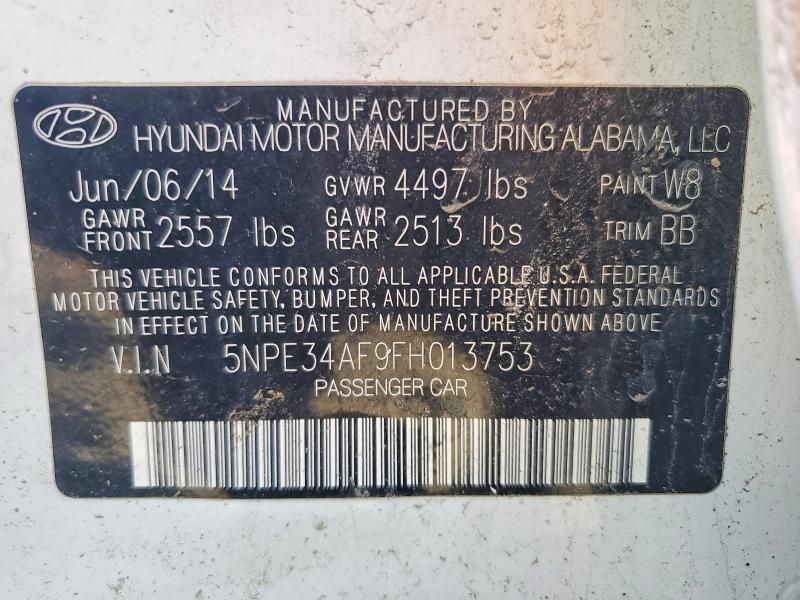 MANUFACTURED BY
HYUNDAI MOTOR MANUFACTURING ALABAMA, LLC
Jun/06/14 GVWR 4497 lbs PAINT W8
GAWR FRONT 2557 lbs GAWR REAR 2513 lbs TRIM BB
THIS VEHICLE CONFORMS TO ALL APPLICABLE U.S.A. FEDERAL
MOTOR VEHICLE SAFETY, BUMPER, AND THEFT PREVENTION STANDARDS
IN EFFECT ON THE DATE OF MANUFACTURE SHOWN ABOVE
V.I.N 5NPE34AF9FH013753
PASSENGER CAR